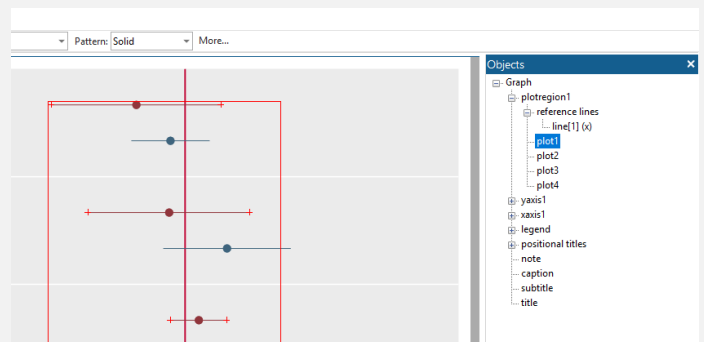 Pattern: Solid More...
Objects
Graph
plotregion1
reference lines
line[1] (x)
plot1
plot2
plot3
plot4
yaxis1
xaxis1
legend
positional titles
note
caption
subtitle
title